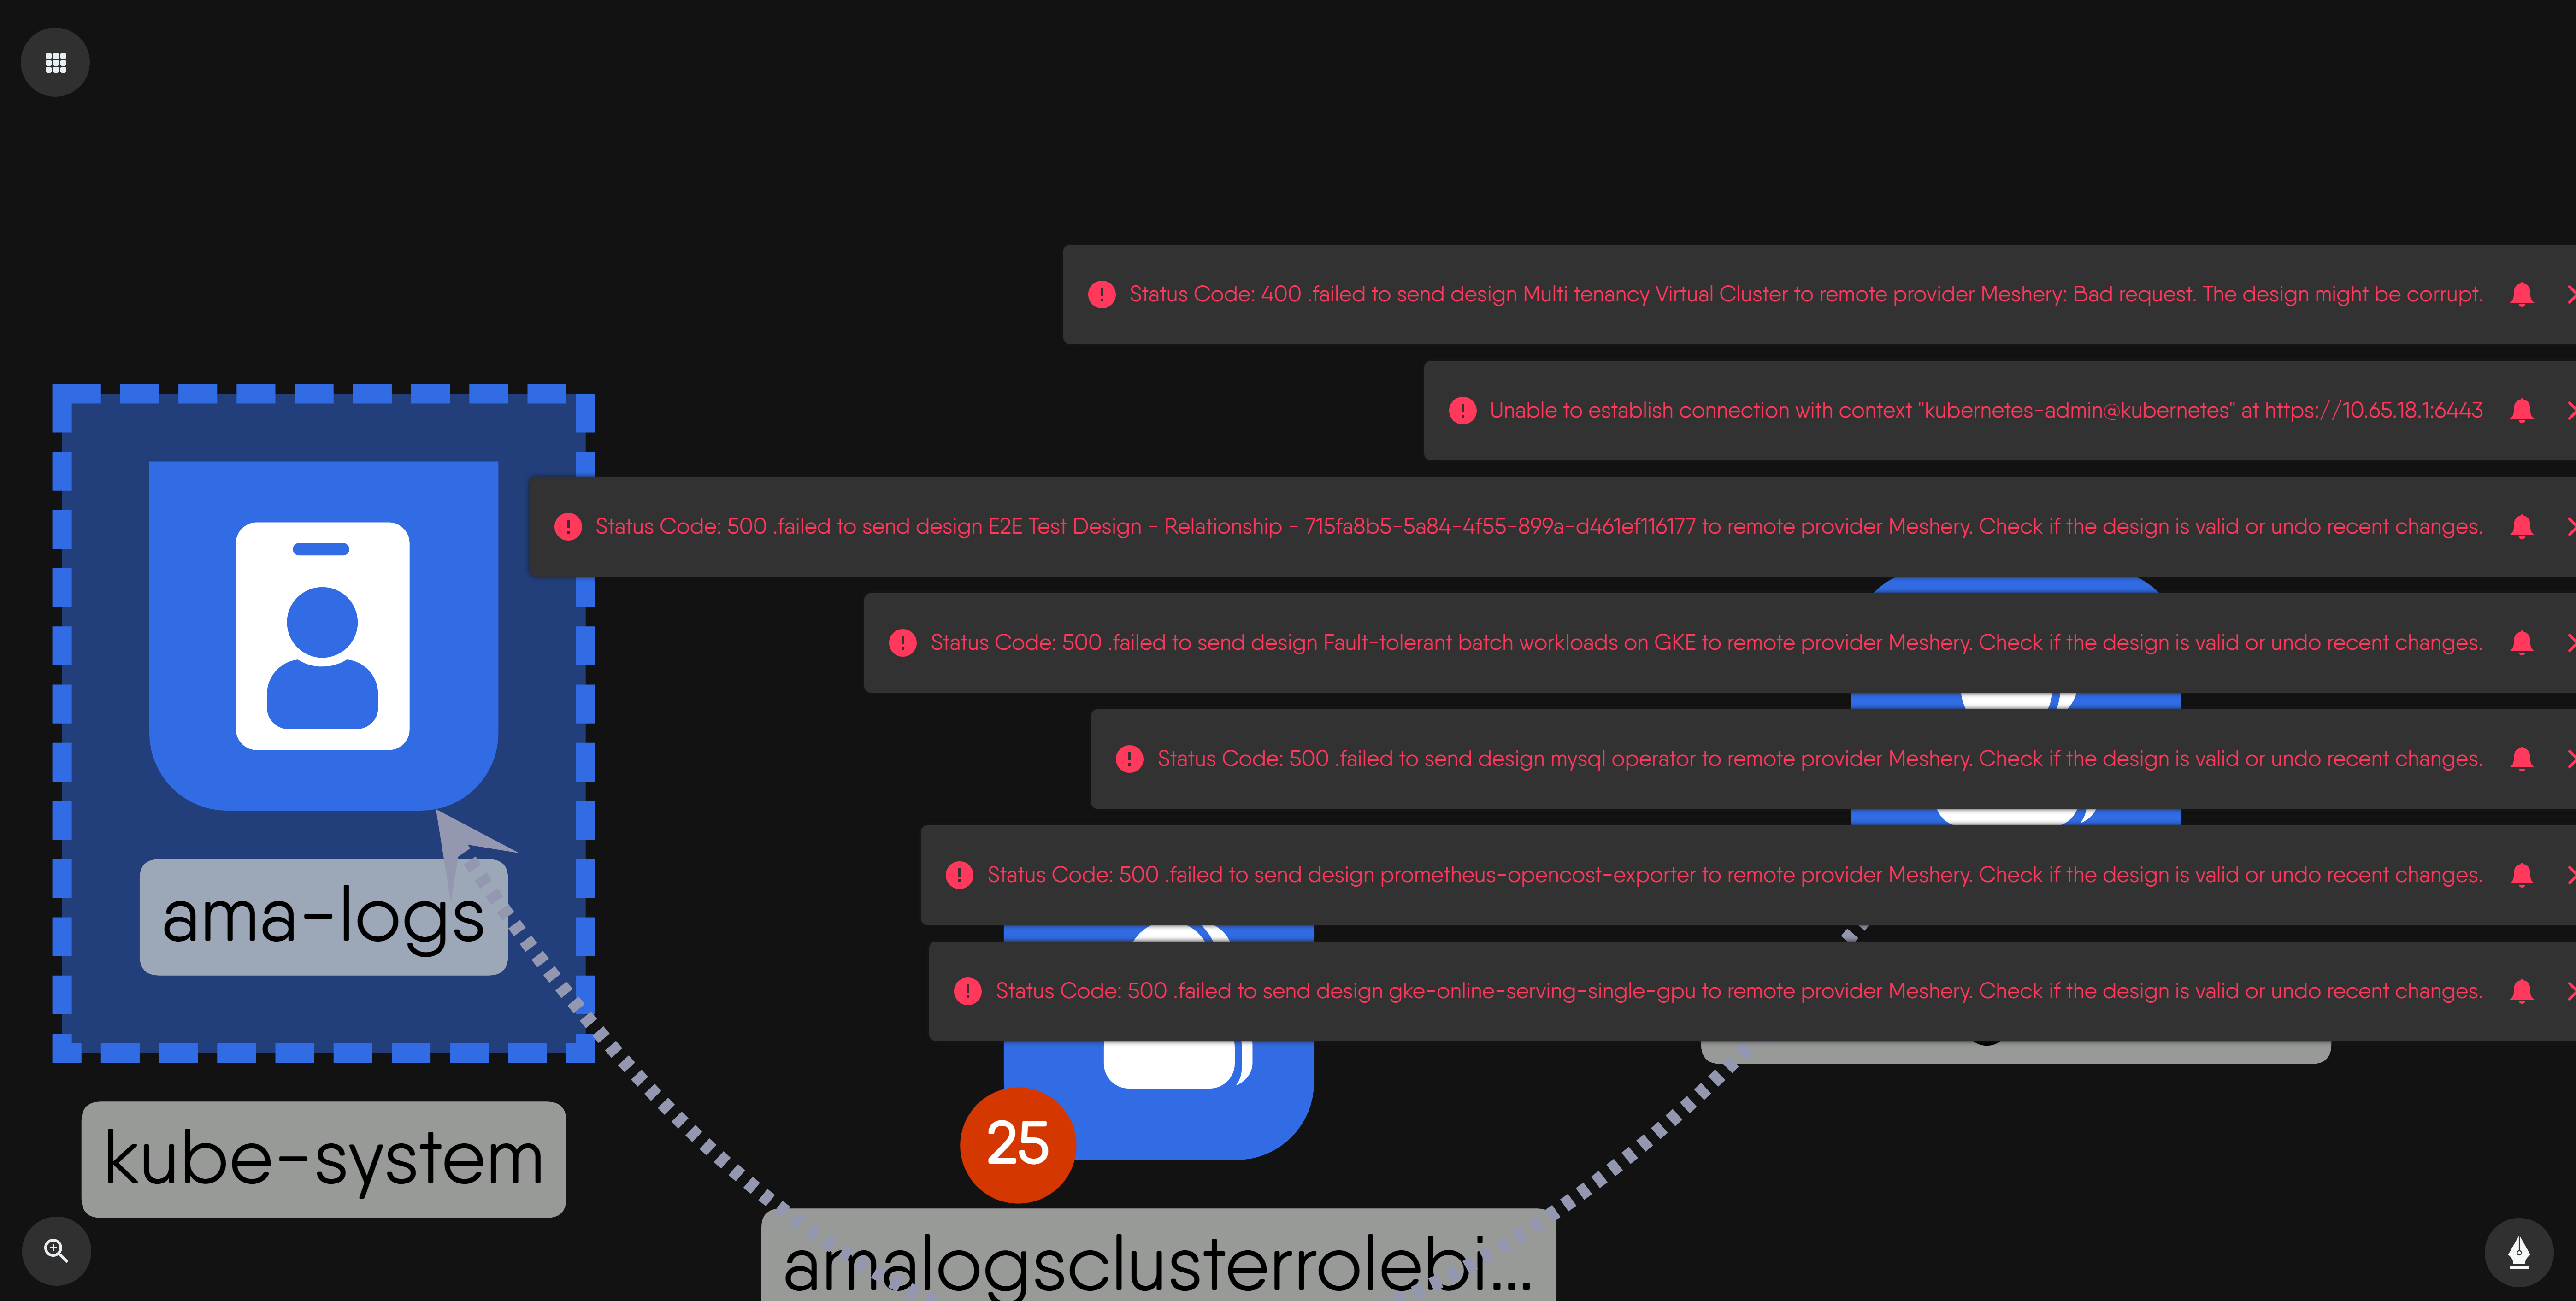 Status Code: 400 .failed to send design Multi tenancy Virtual Cluster to remote provider Meshery: Bad request. The design might be corrupt.
Unable to establish connection with context "kubernetes-admin@kubernetes" at https://10.65.18.1:6443
Status Code: 500 .failed to send design E2E Test Design - Relationship - 715fa8b5-5a84-4f55-899a-d461ef116177 to remote provider Meshery. Check if the design is valid or undo recent changes.
Status Code: 500 .failed to send design Fault-tolerant batch workloads on GKE to remote provider Meshery. Check if the design is valid or undo recent changes.
Status Code: 500 .failed to send design mysql operator to remote provider Meshery. Check if the design is valid or undo recent changes.
Status Code: 500 .failed to send design prometheus-opencost-exporter to remote provider Meshery. Check if the design is valid or undo recent changes.
Status Code: 500 .failed to send design gke-online-serving-single-gpu to remote provider Meshery. Check if the design is valid or undo recent changes.
ama-logs
kube-system
25
amalogsclusterrolebi...